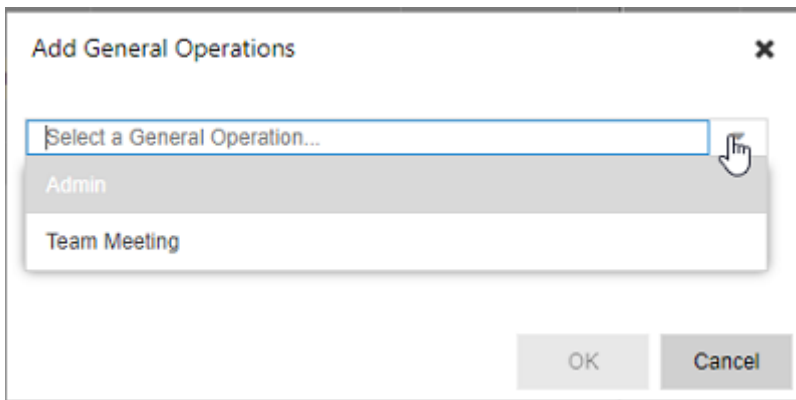 Add General Operations
Select a General Operation...
Admin
Team Meeting
OK
Cancel